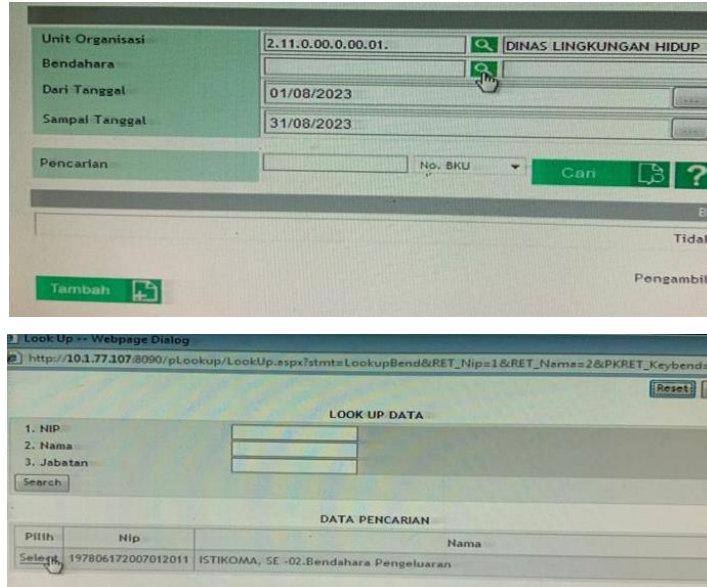 Unit Organisasi 2.11.0.00.0.00.01. DINAS LINGKUNGAN HIDUP
Bendahara
Dari Tanggal 01/08/2023 ...
Sampai Tanggal 31/08/2023 ...
Pencarian No. BKU Cari ?
B
Tidal
Pengambil
Tambah
Look Up -- Webpage Dialog
http://10.1.77.107:8090/pLookup/LookUp.aspx?stmt=LookupBend&RET_Nip=1&RET_Nama=2&PKRET_Keybend
Reset
LOOK UP DATA
1. NIP
2. Nama
3. Jabatan
Search
DATA PENCARIAN
Pilih Nip Nama
Select 197806172007012011 ISTIKOMA, SE -02.Bendahara Pengeluaran